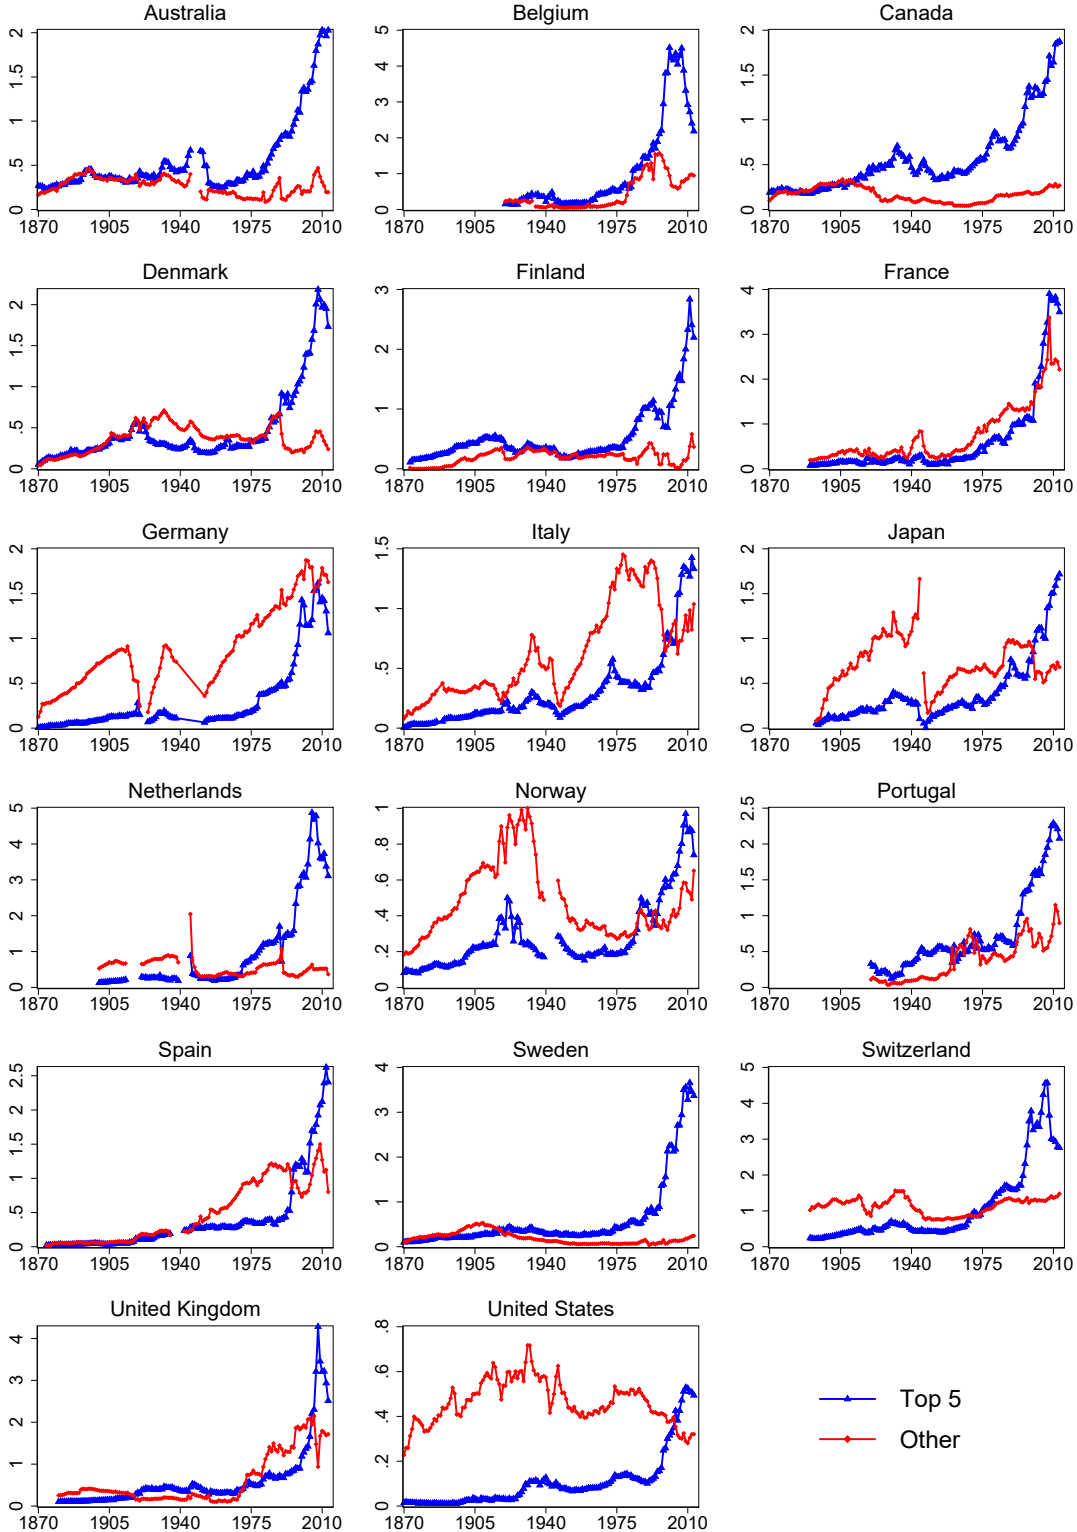 Australia Belgium Canada
0 .5 1 1.5 2
0 1 2 3 4 5
0 .5 1 1.5 2
1870 1905 1940 1975 2010 1870 1905 1940 1975 2010 1870 1905 1940 1975 2010
Denmark Finland France
0 .5 1 1.5 2
0 1 2 3
0 1 2 3 4
1870 1905 1940 1975 2010 1870 1905 1940 1975 2010 1870 1905 1940 1975 2010
Germany Italy Japan
0 .5 1 1.5 2
0 .5 1 1.5
0 .5 1 1.5 2
1870 1905 1940 1975 2010 1870 1905 1940 1975 2010 1870 1905 1940 1975 2010
Netherlands Norway Portugal
0 1 2 3 4 5
0 .2 .4 .6 .8 1
0 .5 1 1.5 2 2.5
1870 1905 1940 1975 2010 1870 1905 1940 1975 2010 1870 1905 1940 1975 2010
Spain Sweden Switzerland
0 .5 1 1.5 2 2.5
0 1 2 3 4
0 1 2 3 4 5
1870 1905 1940 1975 2010 1870 1905 1940 1975 2010 1870 1905 1940 1975 2010
United Kingdom United States
0 1 2 3 4
0 .2 .4 .6 .8
1870 1905 1940 1975 2010 1870 1905 1940 1975 2010
Top 5
Other